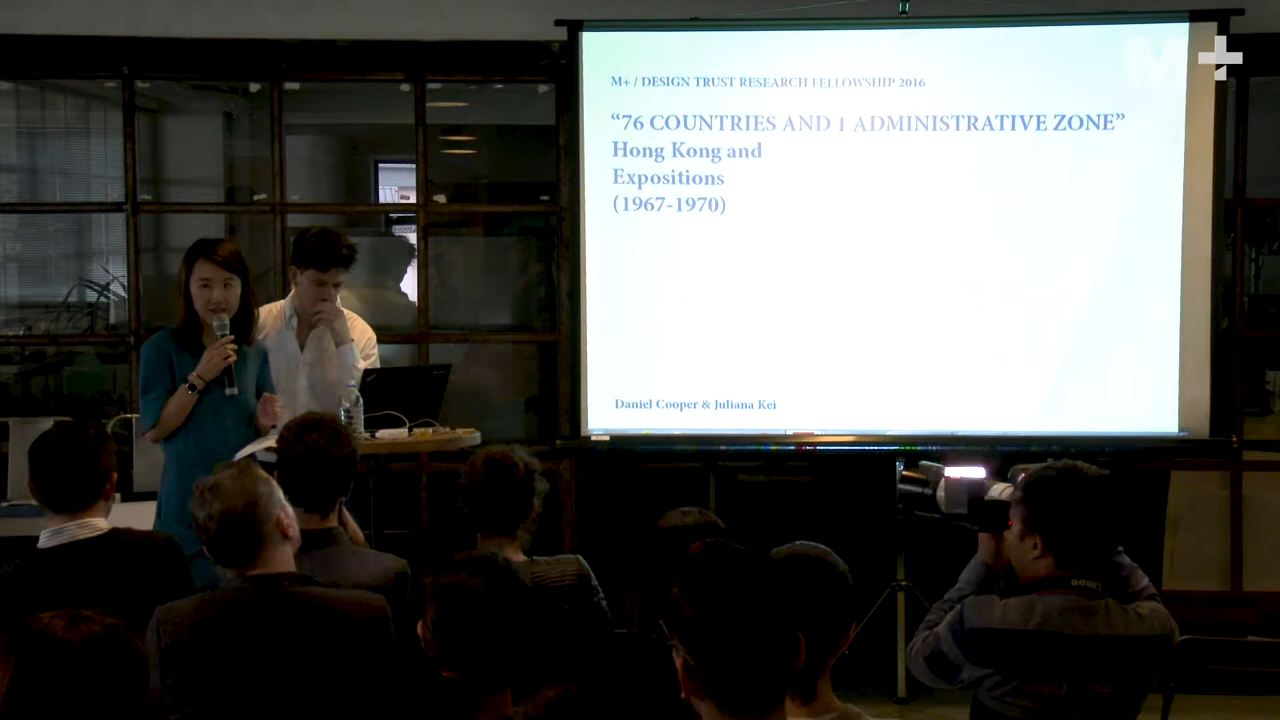 M+
M+ / DESIGN TRUST RESEARCH FELLOWSHIP 2016
“76 COUNTRIES AND 1 ADMINISTRATIVE ZONE”
Hong Kong and
Expositions
(1967-1970)
Daniel Cooper & Juliana Kei